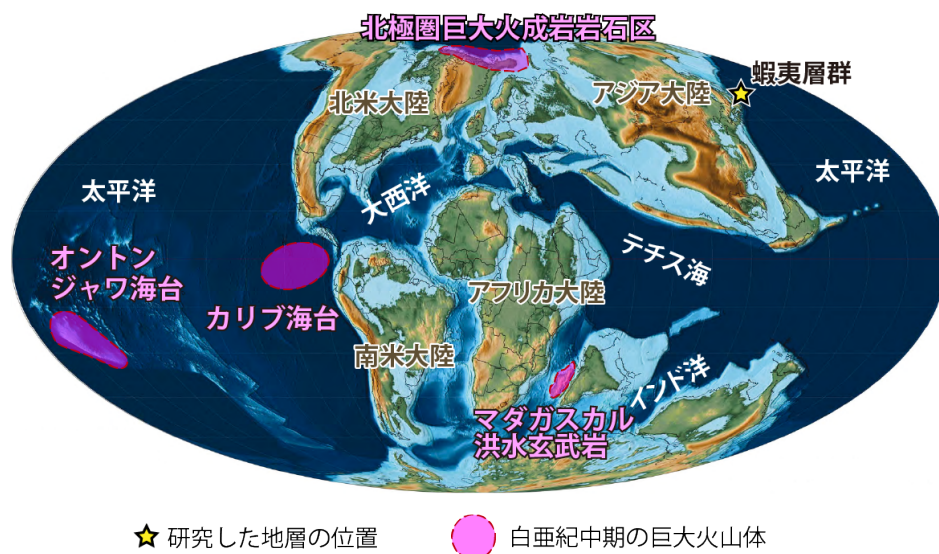 北極圏巨大火成岩岩石区
蝦夷層群
北米大陸
アジア大陸
太平洋
大西洋
太平洋
オントン
ジャワ海台
テチス海
カリブ海台
アフリカ大陸
南米大陸
インド洋
マダガスカル
洪水玄武岩
研究した地層の位置
白亜紀中期の巨大火山体